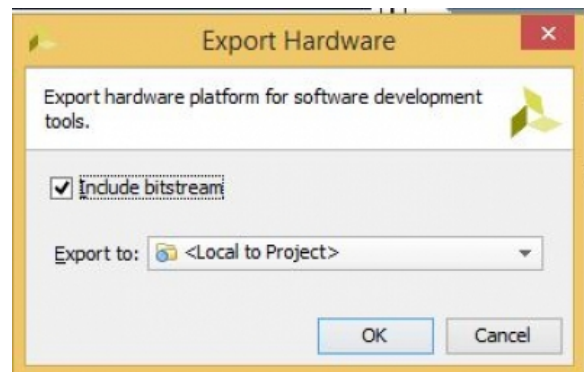 Export Hardware
Export hardware platform for software development
tools.
Include bitstream
Export to: <Local to Project>
OK Cancel